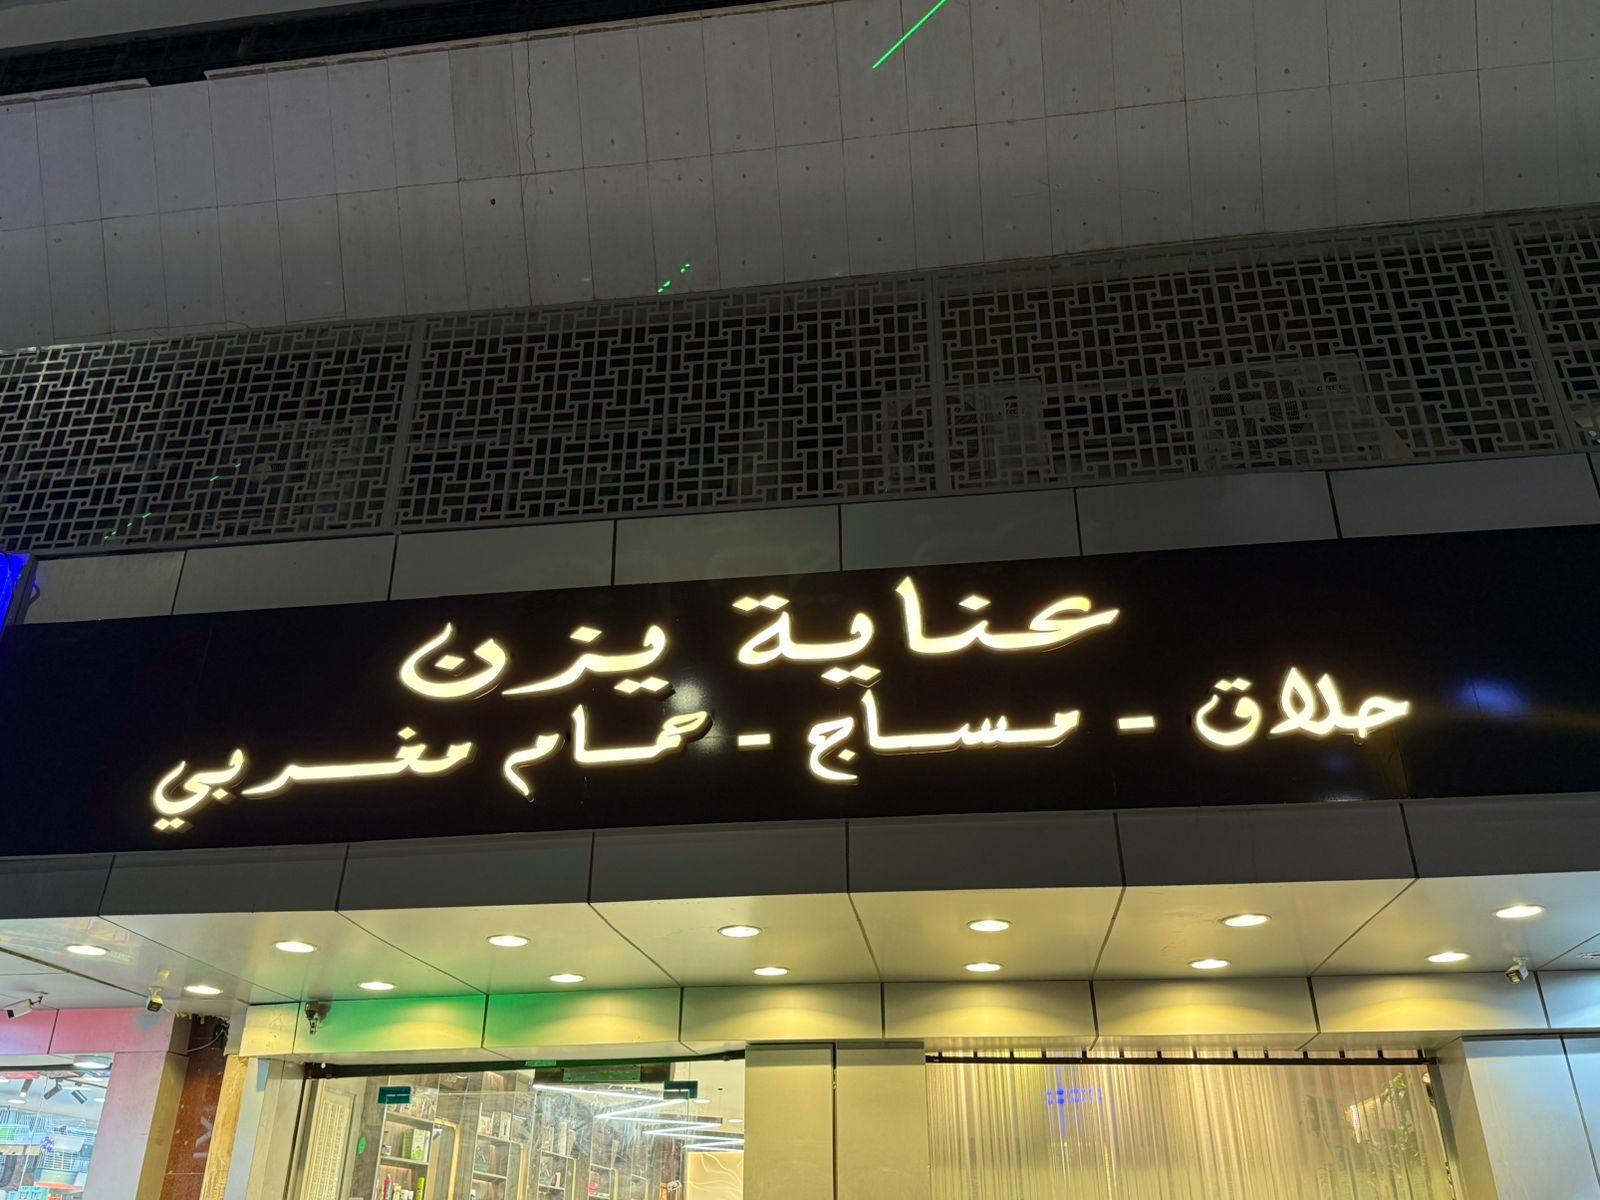 عناية يزن
حلاق - مساج - حمام مغربي